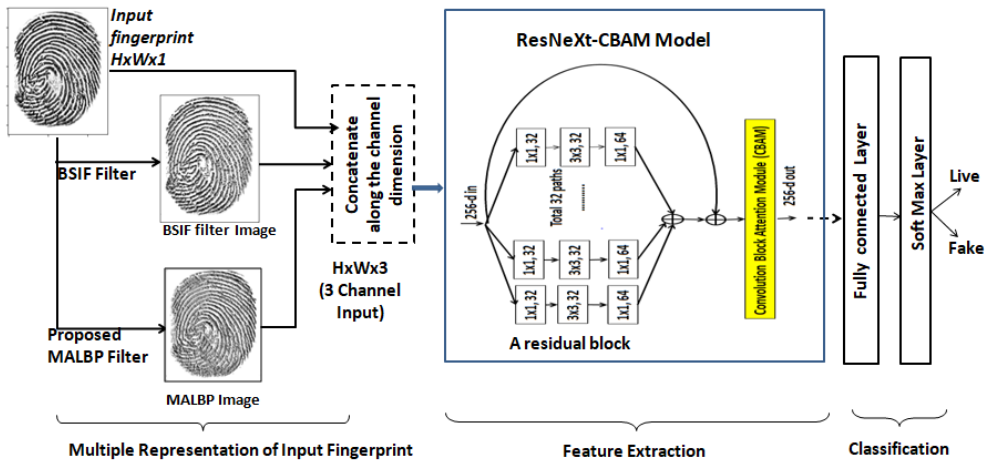 Input
fingerprint
HxWx1
BSIF Filter
BSIF filter Image
Proposed
MALBP Filter
MALBP Image
Concatenate
along the channel
dimension
HxWx3
(3 Channel
Input)
ResNeXt-CBAM Model
256-d in
1x1, 32
3x3, 32
1x1, 64
Total 32 paths
..........
1x1, 32
3x3, 32
1x1, 64
1x1, 32
3x3, 32
1x1, 64
A residual block
Convolution Block Attention Module (CBAM)
256-d out
Fully connected Layer
Soft Max Layer
Live
Fake
Multiple Representation of Input Fingerprint
Feature Extraction
Classification